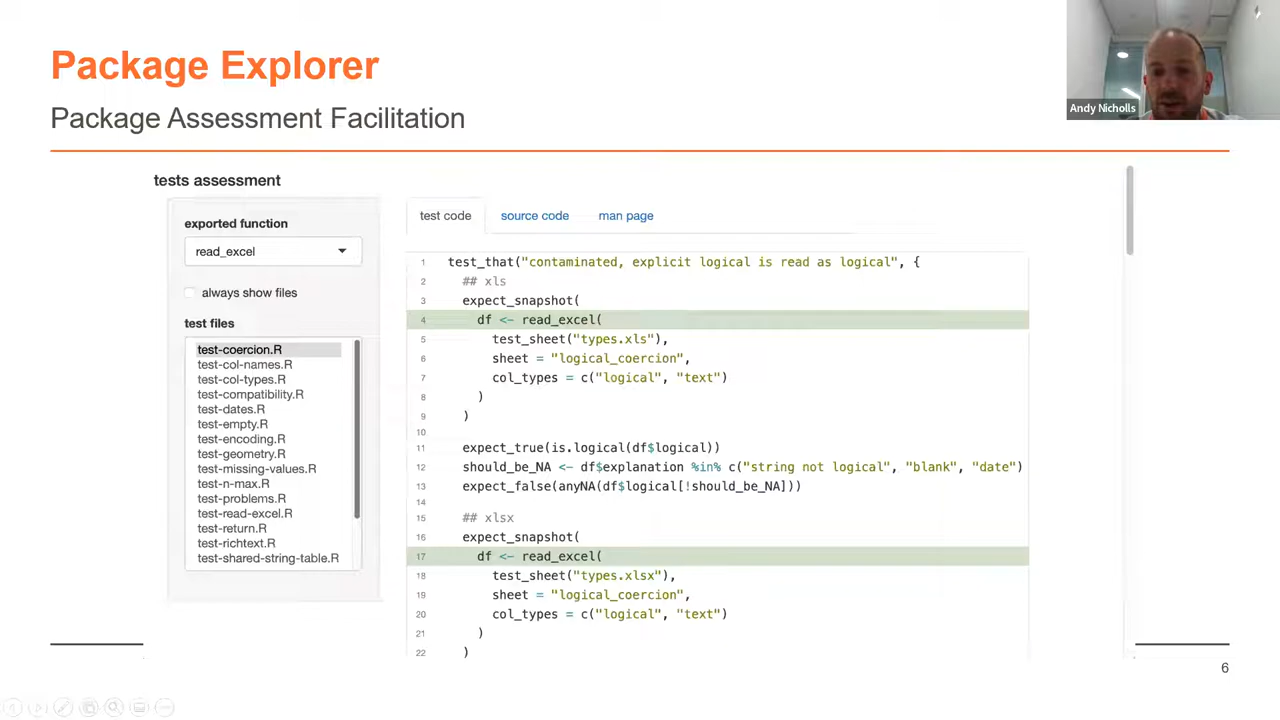 Package Explorer
Package Assessment Facilitation
Andy Nicholls
tests assessment
exported function
read_excel
always show files
test files
test-coercion.R
test-col-names.R
test-col-types.R
test-compatibility.R
test-dates.R
test-empty.R
test-encoding.R
test-geometry.R
test-missing-values.R
test-n-max.R
test-problems.R
test-read-excel.R
test-return.R
test-richtext.R
test-shared-string-table.R
test code source code man page
1 test_that("contaminated, explicit logical is read as logical", {
2 ## xls
3 expect_snapshot(
4 df <- read_excel(
5 test_sheet("types.xls"),
6 sheet = "logical_coercion",
7 col_types = c("logical", "text")
8 )
9 )
10
11 expect_true(is.logical(df$logical))
12 should_be_NA <- df$explanation %in% c("string not logical", "blank", "date")
13 expect_false(anyNA(df$logical[!should_be_NA]))
14
15 ## xlsx
16 expect_snapshot(
17 df <- read_excel(
18 test_sheet("types.xlsx"),
19 sheet = "logical_coercion",
20 col_types = c("logical", "text")
21 )
22 )
6